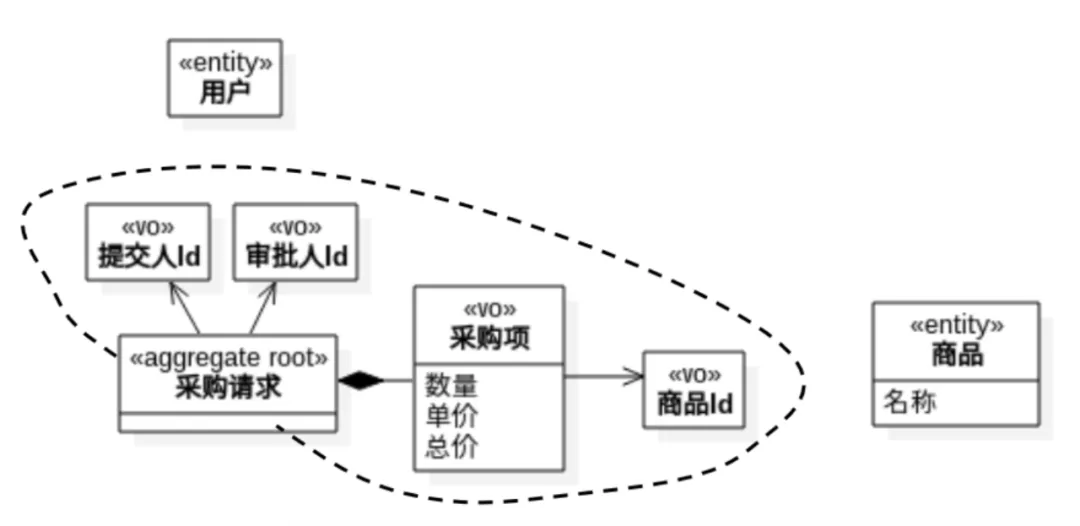 «entity»
用户
«VO»
提交人Id
«VO»
审批人Id
«aggregate root»
采购请求
«VO»
采购项
数量
单价
总价
«VO»
商品Id
«entity»
商品
名称